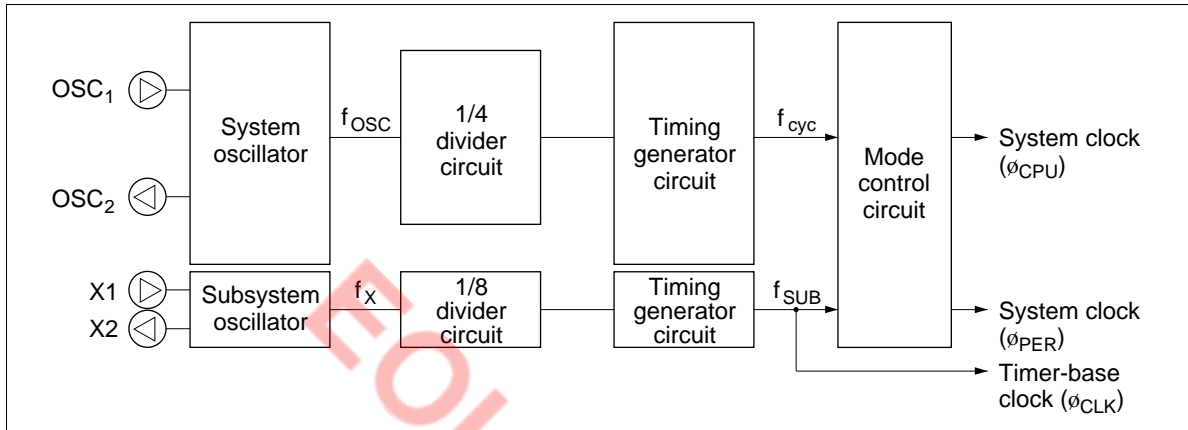 OSC1
OSC2
System
oscillator
fOSC
1/4
divider
circuit
Timing
generator
circuit
fcyc
Mode
control
circuit
System clock
(øCPU)
X1
X2
Subsystem
oscillator
fX
1/8
divider
circuit
Timing
generator
circuit
fSUB
System clock
(øPER)
Timer-base
clock (øCLK)